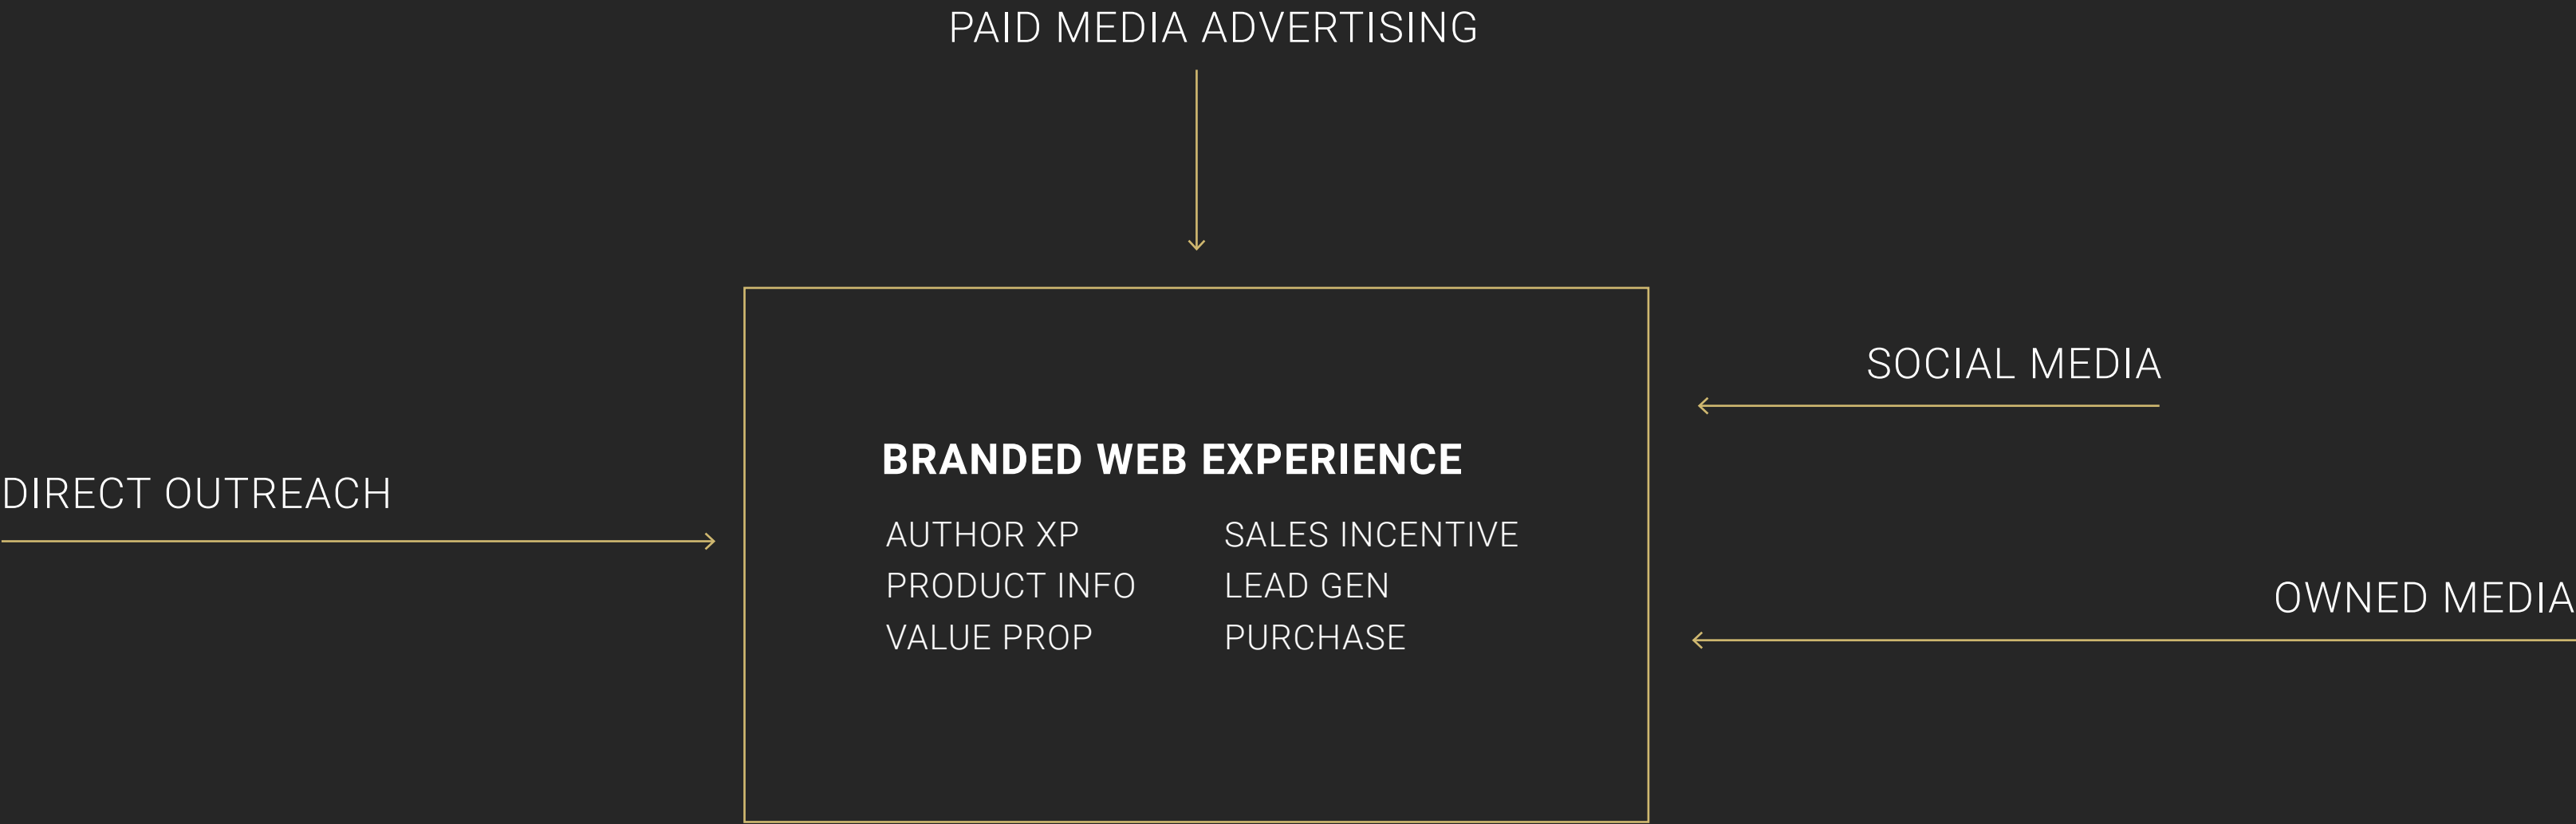 PAID MEDIA ADVERTISING
SOCIAL MEDIA
DIRECT OUTREACH
BRANDED WEB EXPERIENCE
AUTHOR XP
PRODUCT INFO
VALUE PROP
SALES INCENTIVE
LEAD GEN
PURCHASE
OWNED MEDIA